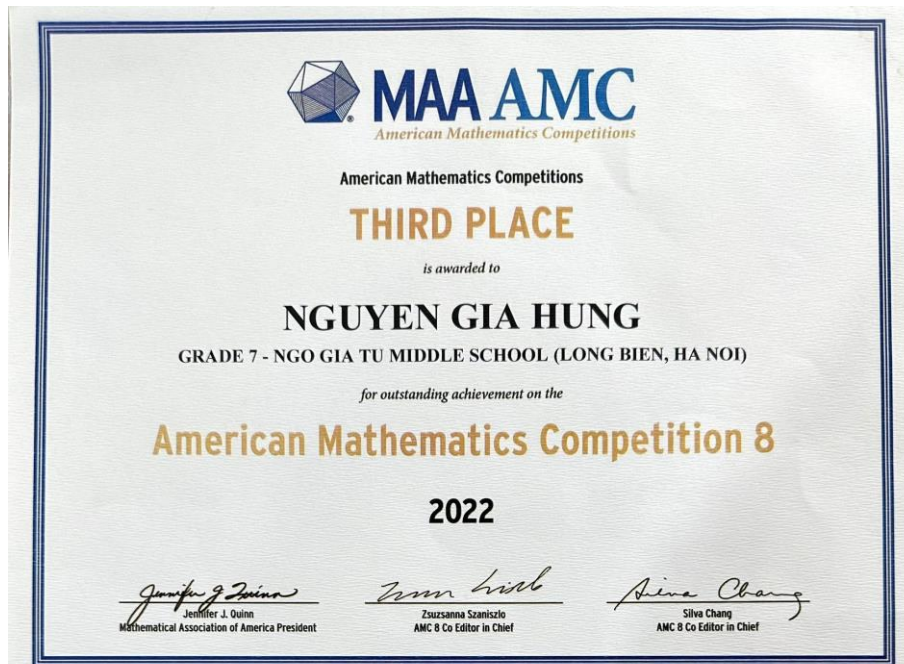 MAA AMC
American Mathematics Competitions
American Mathematics Competitions
THIRD PLACE
is awarded to
NGUYEN GIA HUNG
GRADE 7 - NGO GIA TU MIDDLE SCHOOL (LONG BIEN, HA NOI)
for outstanding achievement on the
American Mathematics Competition 8
2022
Jennifer J. Quinn
Mathematical Association of America President
Zsuzsanna Szaniszlo
AMC 8 Co Editor in Chief
Silva Chang
AMC 8 Co Editor in Chief